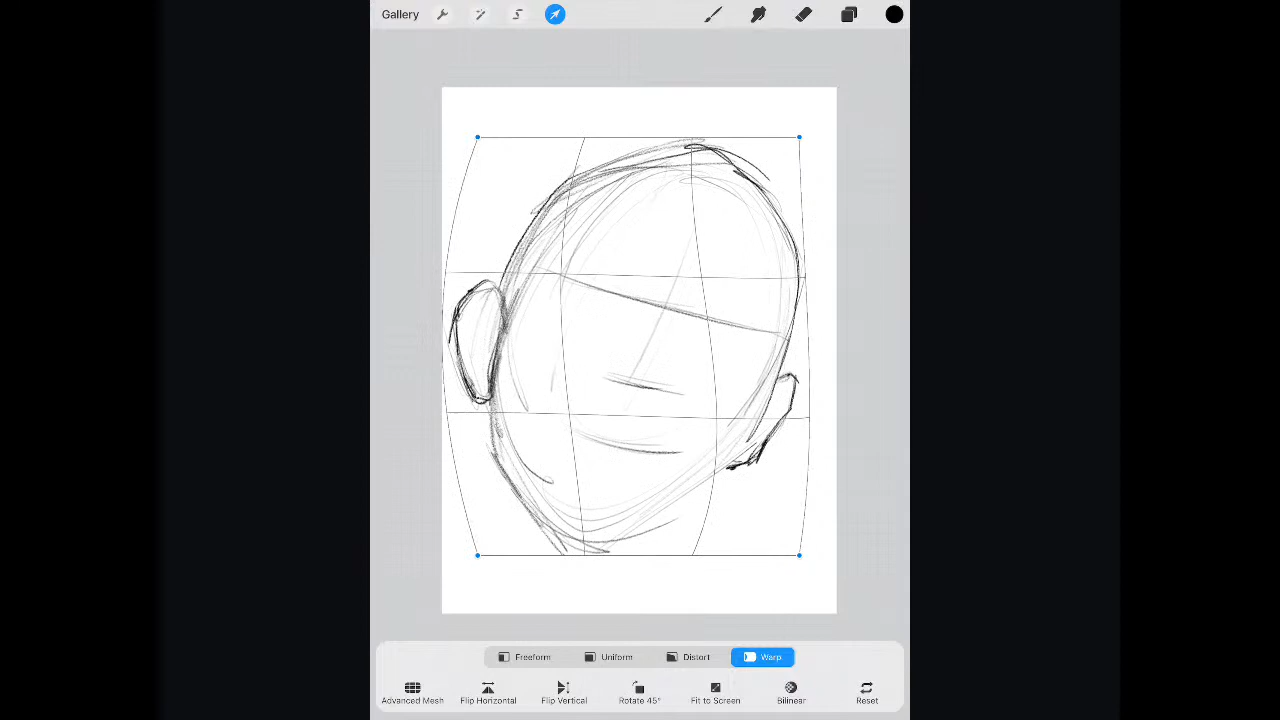 Gallery
Freeform Uniform Distort Warp
Advanced Mesh Flip Horizontal Flip Vertical Rotate 45° Fit to Screen Bilinear Reset